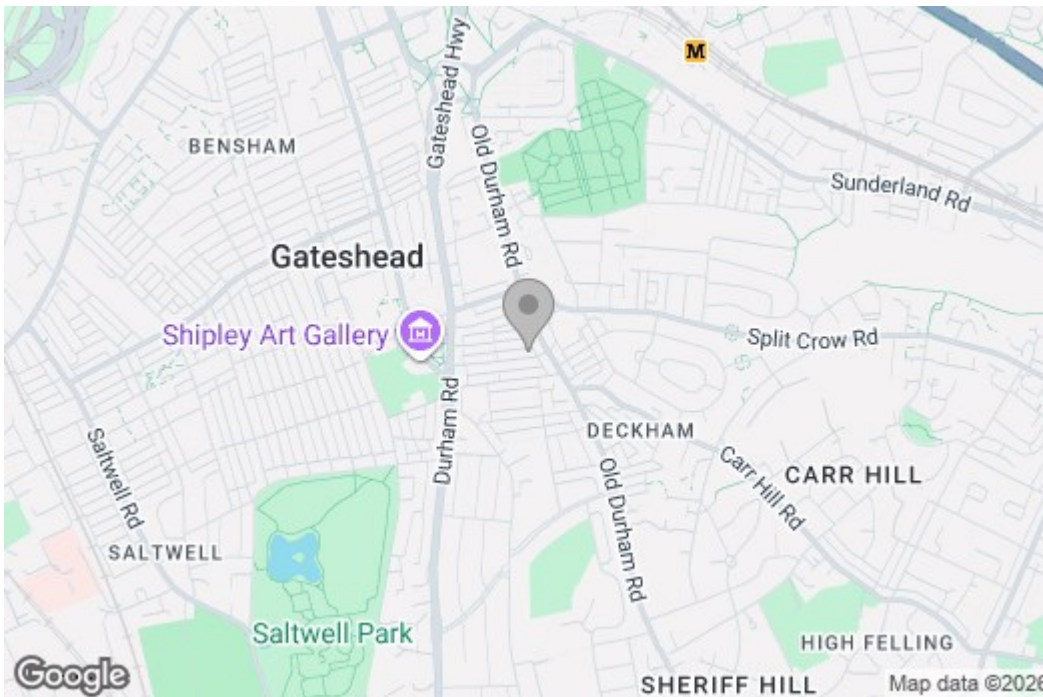 M
Gateshead Hwy
BENSHAM
Old Durham Rd
Sunderland Rd
Gateshead
Shipley Art Gallery
Split Crow Rd
Durham Rd
DECKHAM
Saltwell Rd
Old Durham Rd
Carr Hill Rd
CARR HILL
SALTWELL
Saltwell Park
HIGH FELLING
SHERIFF HILL
Google
Map data ©2026